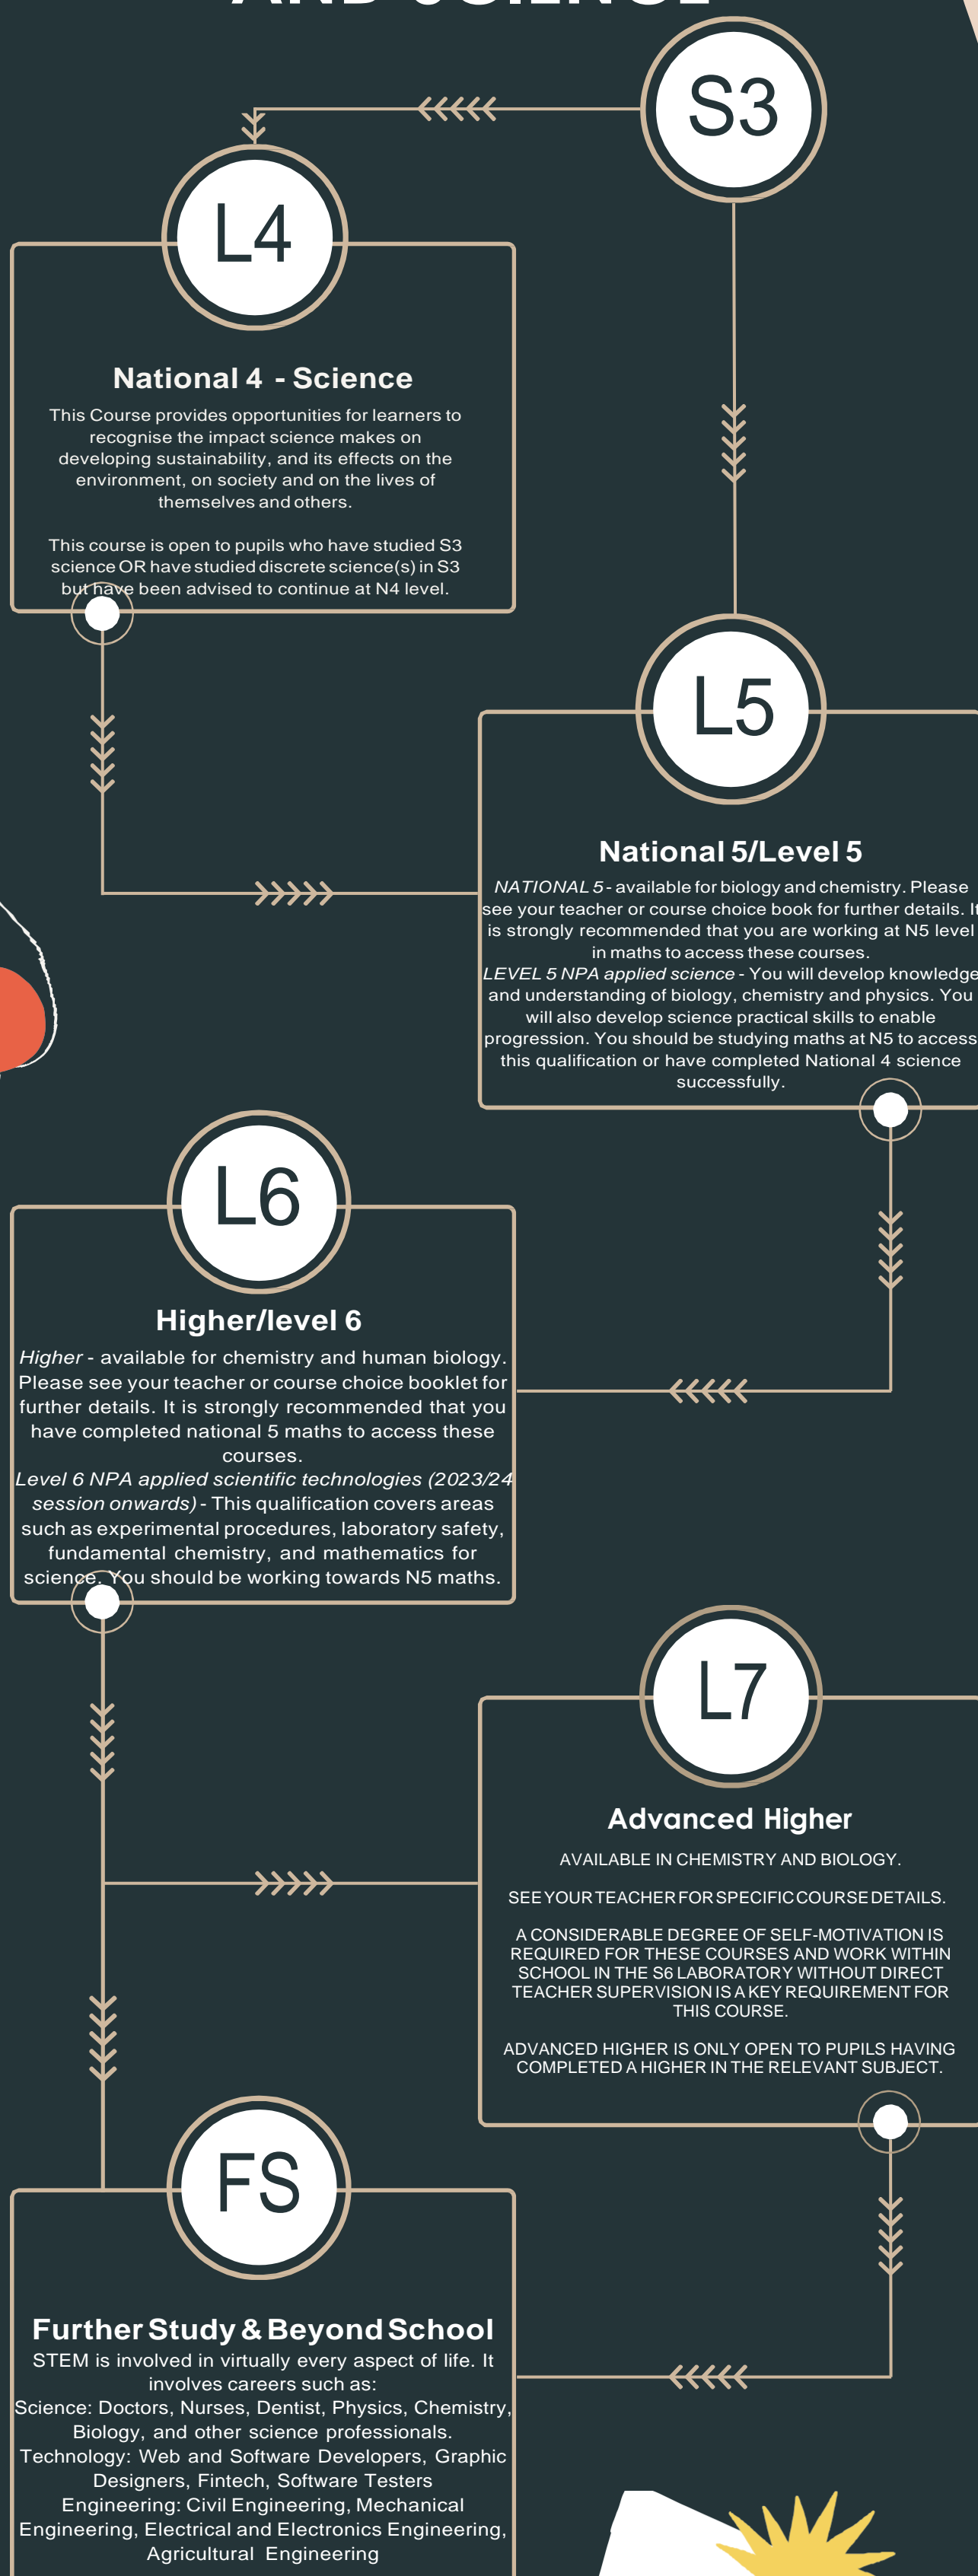 AND SCIENCE
S3
L4
National 4 - Science
This Course provides opportunities for learners to
recognise the impact science makes on
developing sustainability, and its effects on the
environment, on society and on the lives of
themselves and others.
This course is open to pupils who have studied S3
science OR have studied discrete science(s) in S3
but have been advised to continue at N4 level.
L5
National 5/Level 5
NATIONAL 5 - available for biology and chemistry. Please
see your teacher or course choice book for further details. It
is strongly recommended that you are working at N5 level
in maths to access these courses.
LEVEL 5 NPA applied science - You will develop knowledge
and understanding of biology, chemistry and physics. You
will also develop science practical skills to enable
progression. You should be studying maths at N5 to access
this qualification or have completed National 4 science
successfully.
L6
Higher/level 6
Higher - available for chemistry and human biology.
Please see your teacher or course choice booklet for
further details. It is strongly recommended that you
have completed national 5 maths to access these
courses.
Level 6 NPA applied scientific technologies (2023/24
session onwards) - This qualification covers areas
such as experimental procedures, laboratory safety,
fundamental chemistry, and mathematics for
science. You should be working towards N5 maths.
L7
Advanced Higher
AVAILABLE IN CHEMISTRY AND BIOLOGY.
SEE YOUR TEACHER FOR SPECIFIC COURSE DETAILS.
A CONSIDERABLE DEGREE OF SELF-MOTIVATION IS
REQUIRED FOR THESE COURSES AND WORK WITHIN
SCHOOL IN THE S6 LABORATORY WITHOUT DIRECT
TEACHER SUPERVISION IS A KEY REQUIREMENT FOR
THIS COURSE.
ADVANCED HIGHER IS ONLY OPEN TO PUPILS HAVING
COMPLETED A HIGHER IN THE RELEVANT SUBJECT.
FS
Further Study & Beyond School
STEM is involved in virtually every aspect of life. It
involves careers such as:
Science: Doctors, Nurses, Dentist, Physics, Chemistry,
Biology, and other science professionals.
Technology: Web and Software Developers, Graphic
Designers, Fintech, Software Testers
Engineering: Civil Engineering, Mechanical
Engineering, Electrical and Electronics Engineering,
Agricultural Engineering